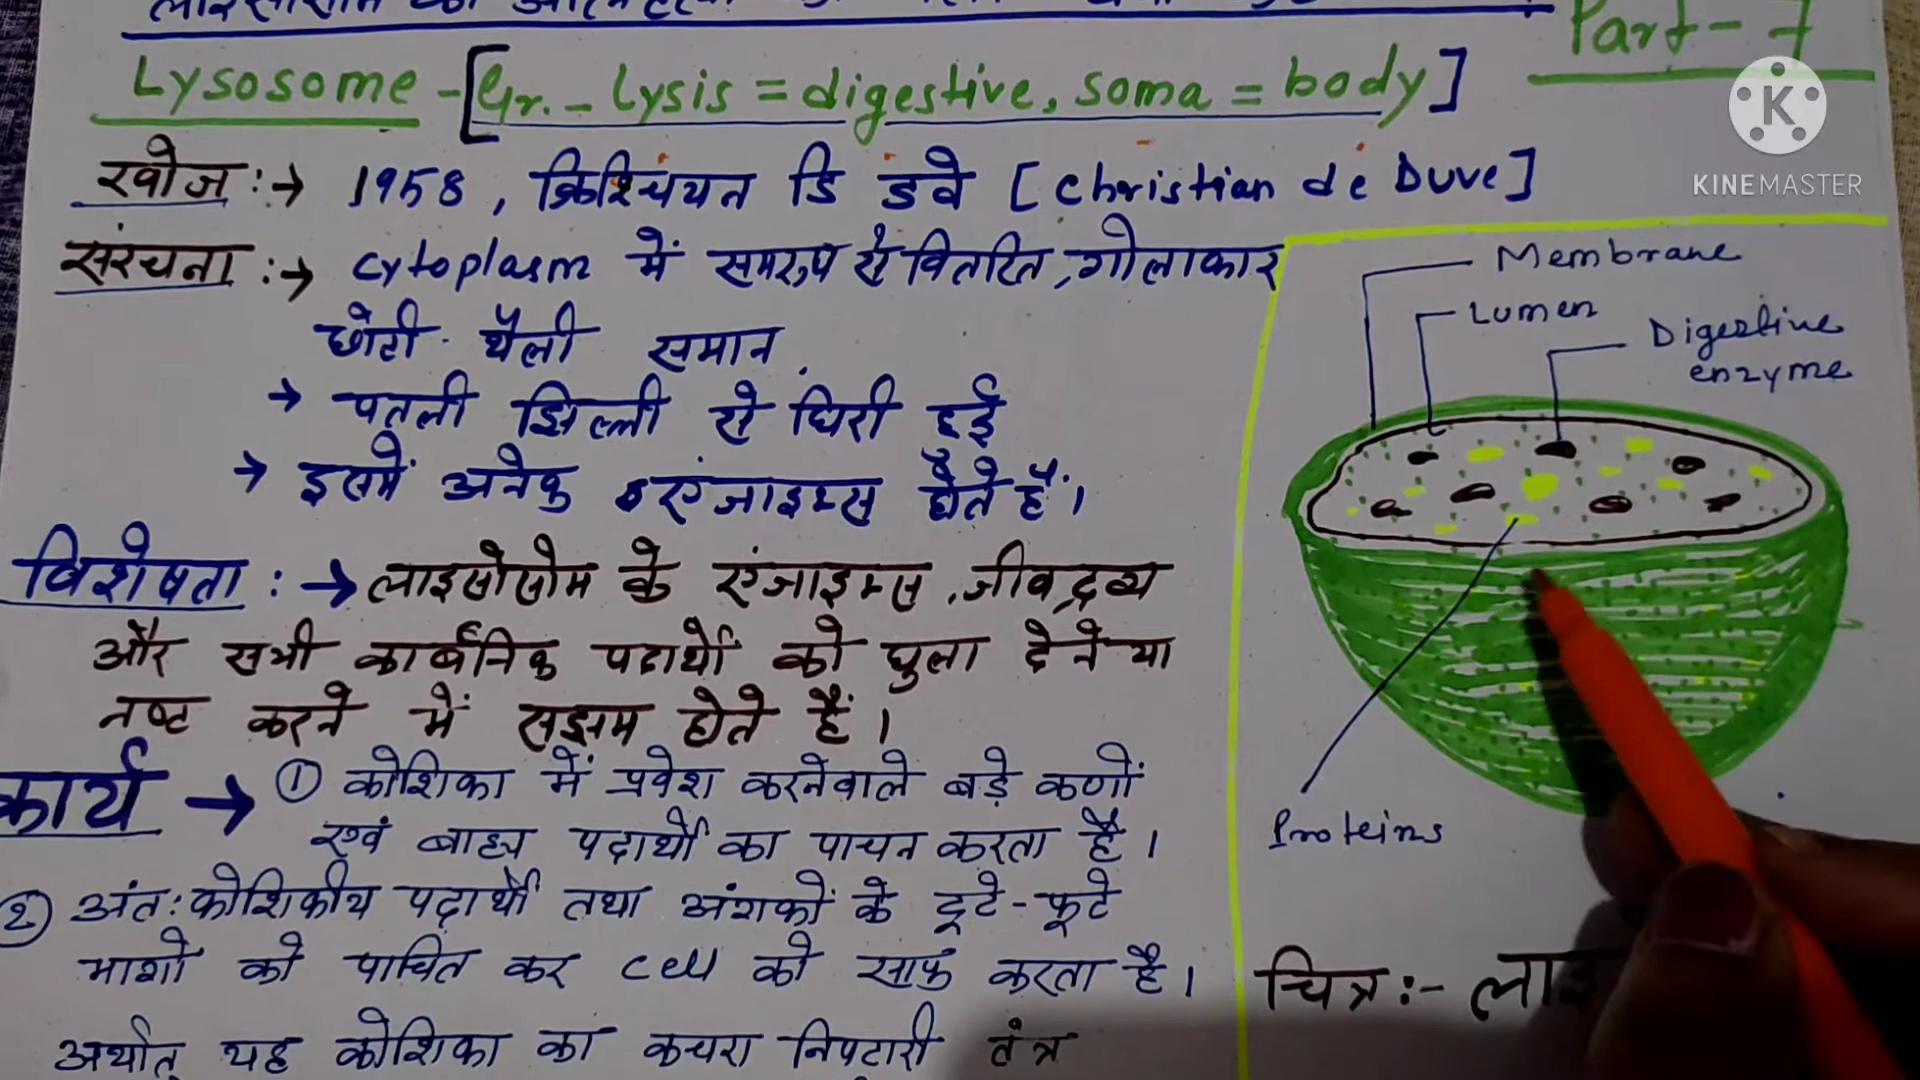 Part - 7
Lysosome - [Gr. - Lysis = digestive, soma = body]
खोज :→ 1958, क्रिश्चियन डि डवे [Christian de Duve]
संरचना :→ cytoplasm में समरुप से वितरित, गोलाकार
छोटी थैली समान
→ पतली झिल्ली से घिरी हुई
→ इसमें अनेक एंजाइम्स होते हैं।
विशेषता :→ लाइसोसोम के एंजाइम्स, जीवद्रव्य
और सभी कार्बनिक पदार्थों को घुला देने या
नष्ट करने में सक्षम होते हैं।
कार्य → ① कोशिका में प्रवेश करनेवाले बड़े कणों
एवं बाह्य पदार्थों का पाचन करता है।
② अंतःकोशिकीय पदार्थों तथा अंगकों के टूटे-फूटे
भागों को पाचित कर cell को साफ करता है।
अर्थात् यह कोशिका का कचरा निपटारी तंत्र
KINEMASTER
Membrane
Lumen
Digestive
enzyme
Proteins
चित्र :- लाइ